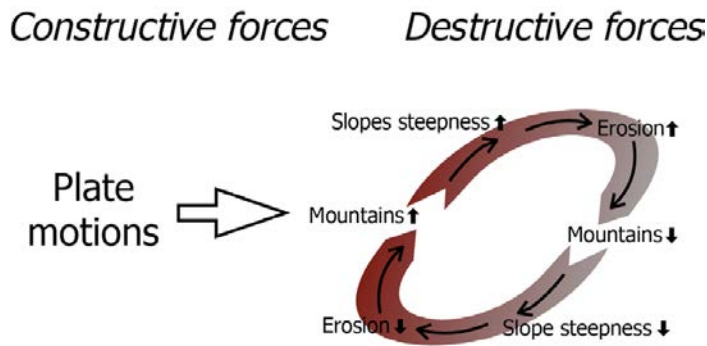 Constructive forces
Destructive forces
Slopes steepness ⬆
Erosion ⬆
Plate
motions
Mountains ⬆
Mountains ⬇
Erosion ⬇
Slope steepness ⬇